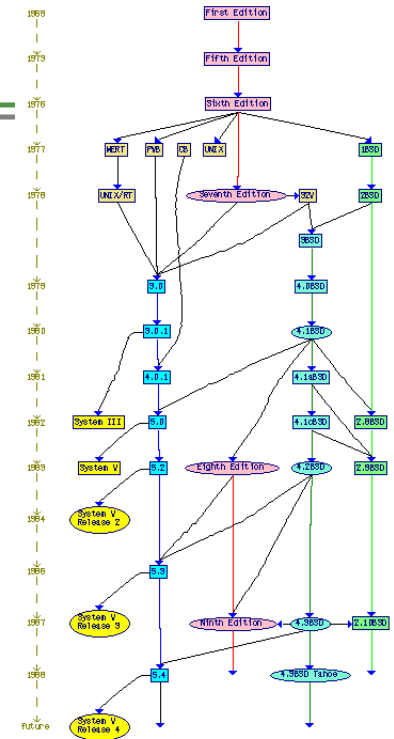 1969
First Edition
1973
Fifth Edition
1976
Sixth Edition
1977
MERT
PWB
CB
UNIX
1BSD
1978
UNIX/RT
Seventh Edition
32V
2BSD
3BSD
1979
3.0
4.0BSD
1980
3.0.1
4.1BSD
1981
4.0.1
4.1aBSD
1982
System III
5.0
4.1cBSD
2.8BSD
1983
System V
5.2
Eighth Edition
4.2BSD
2.9BSD
1984
System V
Release 2
1986
5.3
1987
System V
Release 3
Ninth Edition
4.3BSD
2.10BSD
1988
5.4
4.3BSD Tahoe
future
System V
Release 4